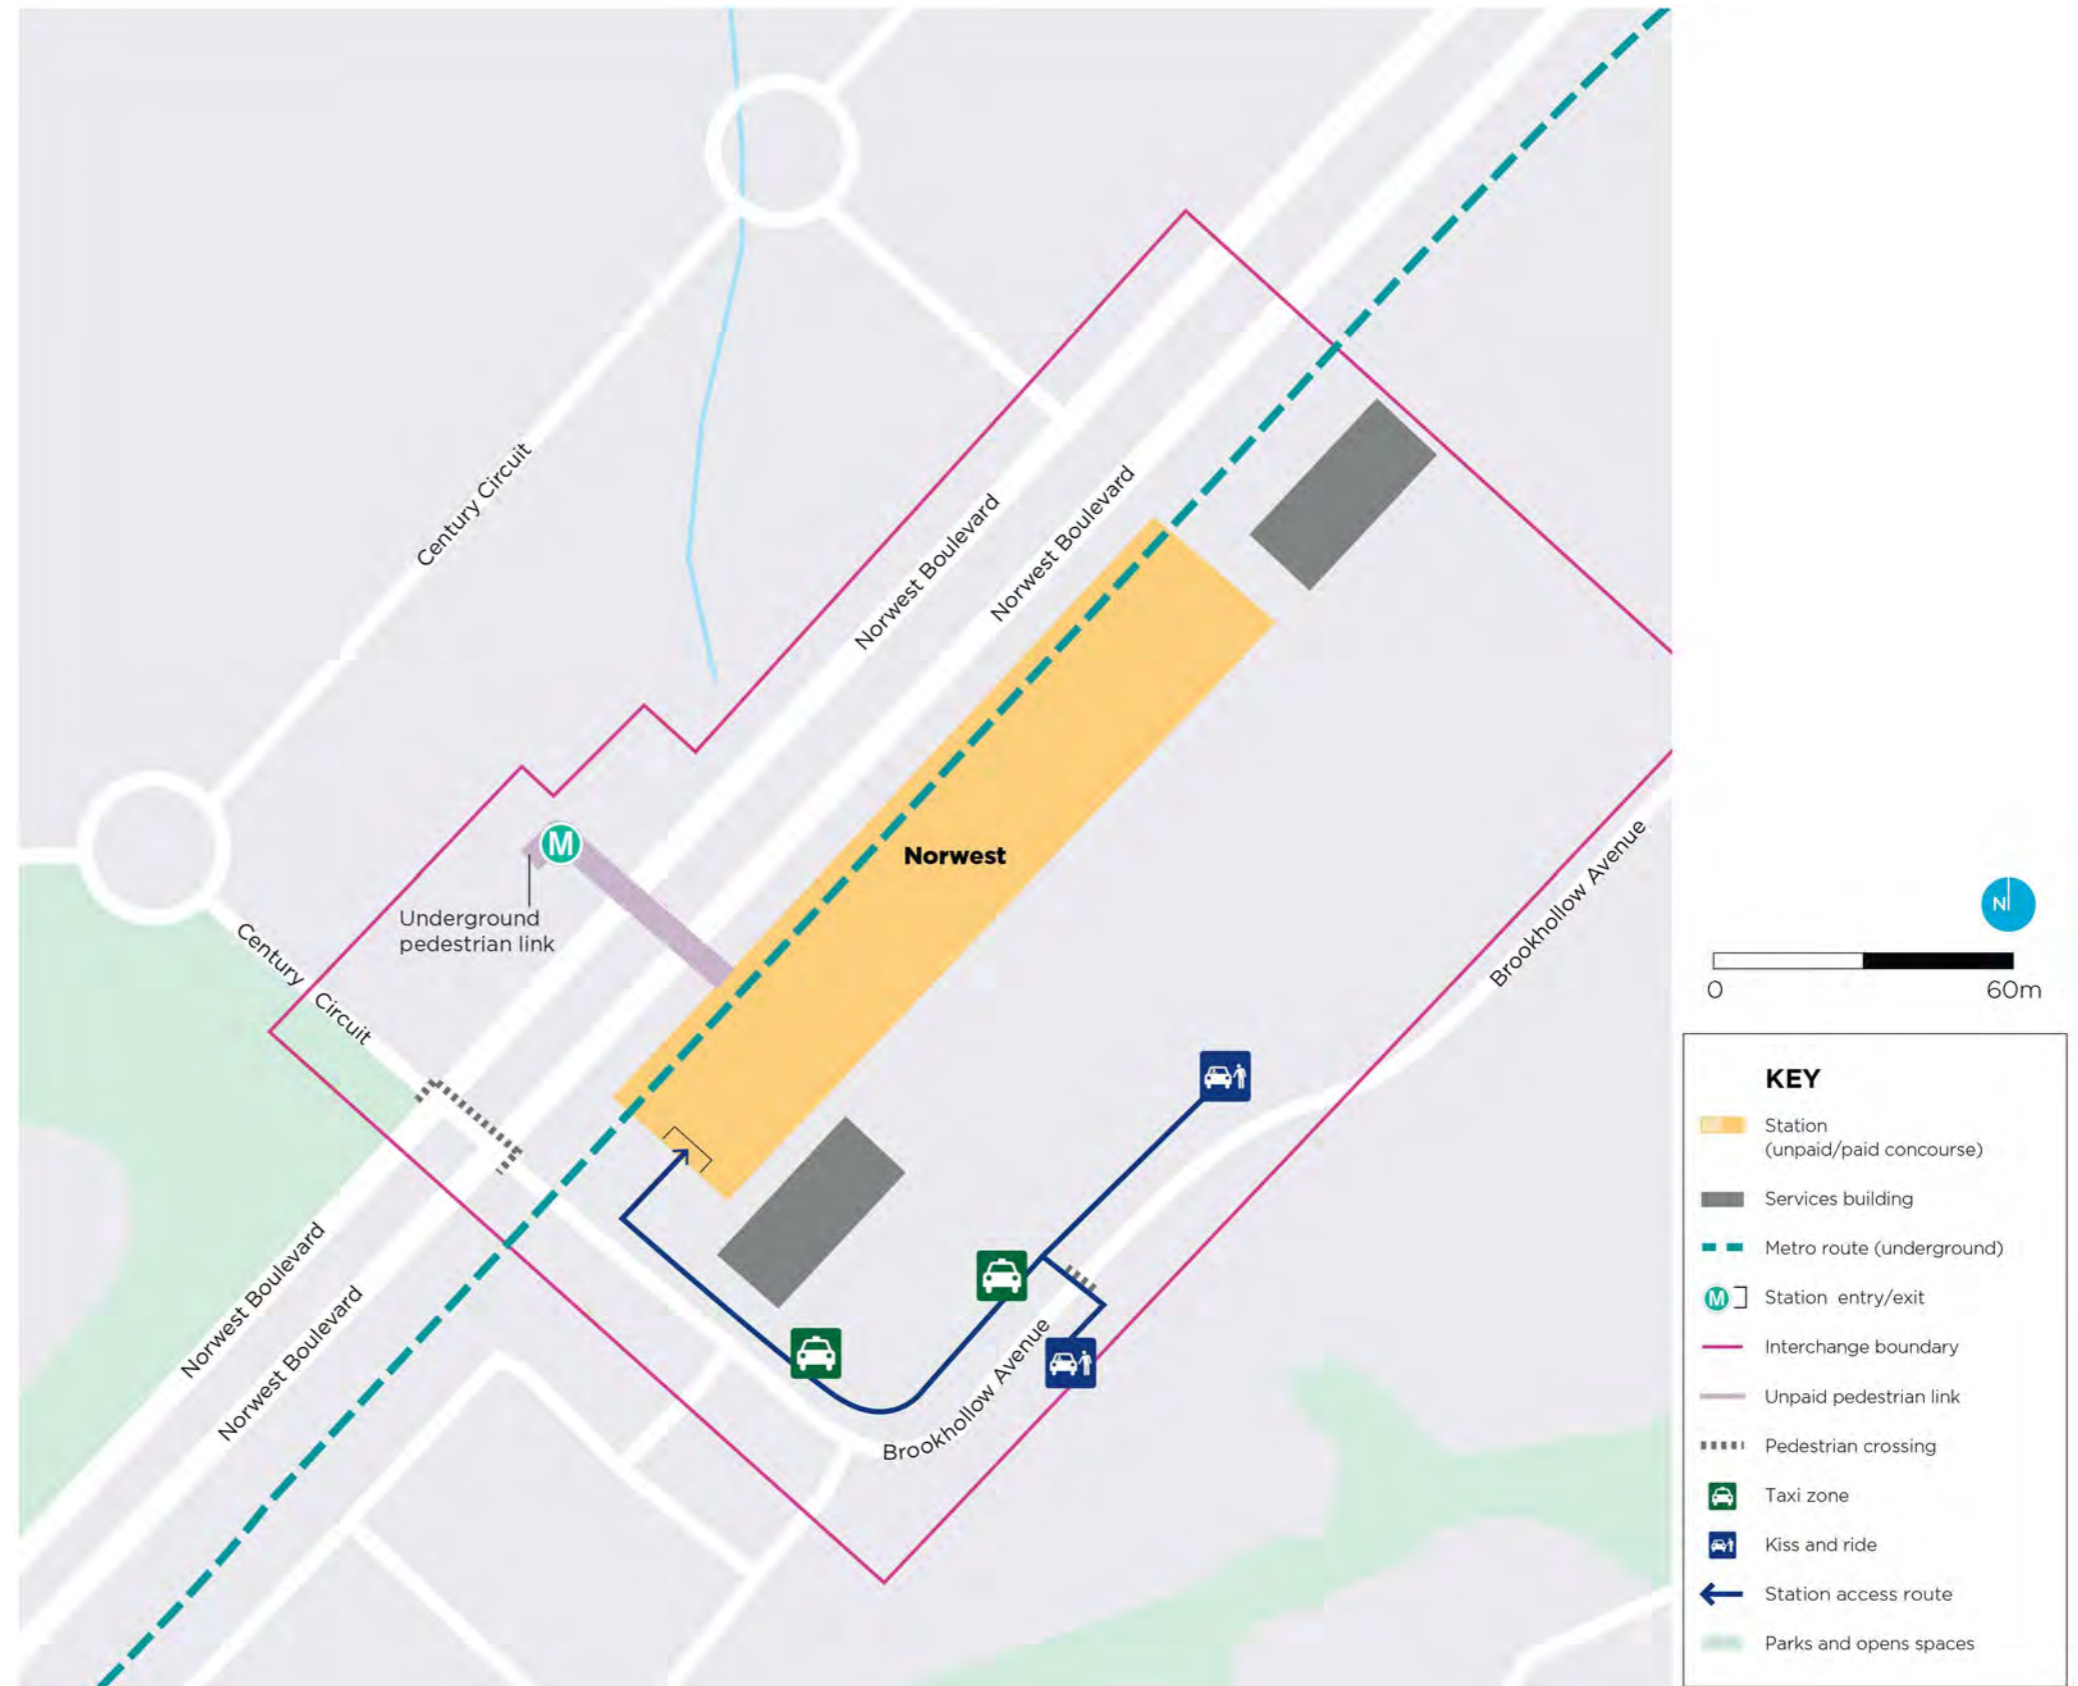 Century Circuit
Norwest Boulevard
Norwest Boulevard
Norwest
M
Underground
pedestrian link
Century Circuit
Brookhollow Avenue
Norwest Boulevard
Norwest Boulevard
Brookhollow Avenue
N
0 60m
KEY
Station
(unpaid/paid concourse)
Services building
Metro route (underground)
M Station entry/exit
Interchange boundary
Unpaid pedestrian link
Pedestrian crossing
Taxi zone
Kiss and ride
Station access route
Parks and opens spaces